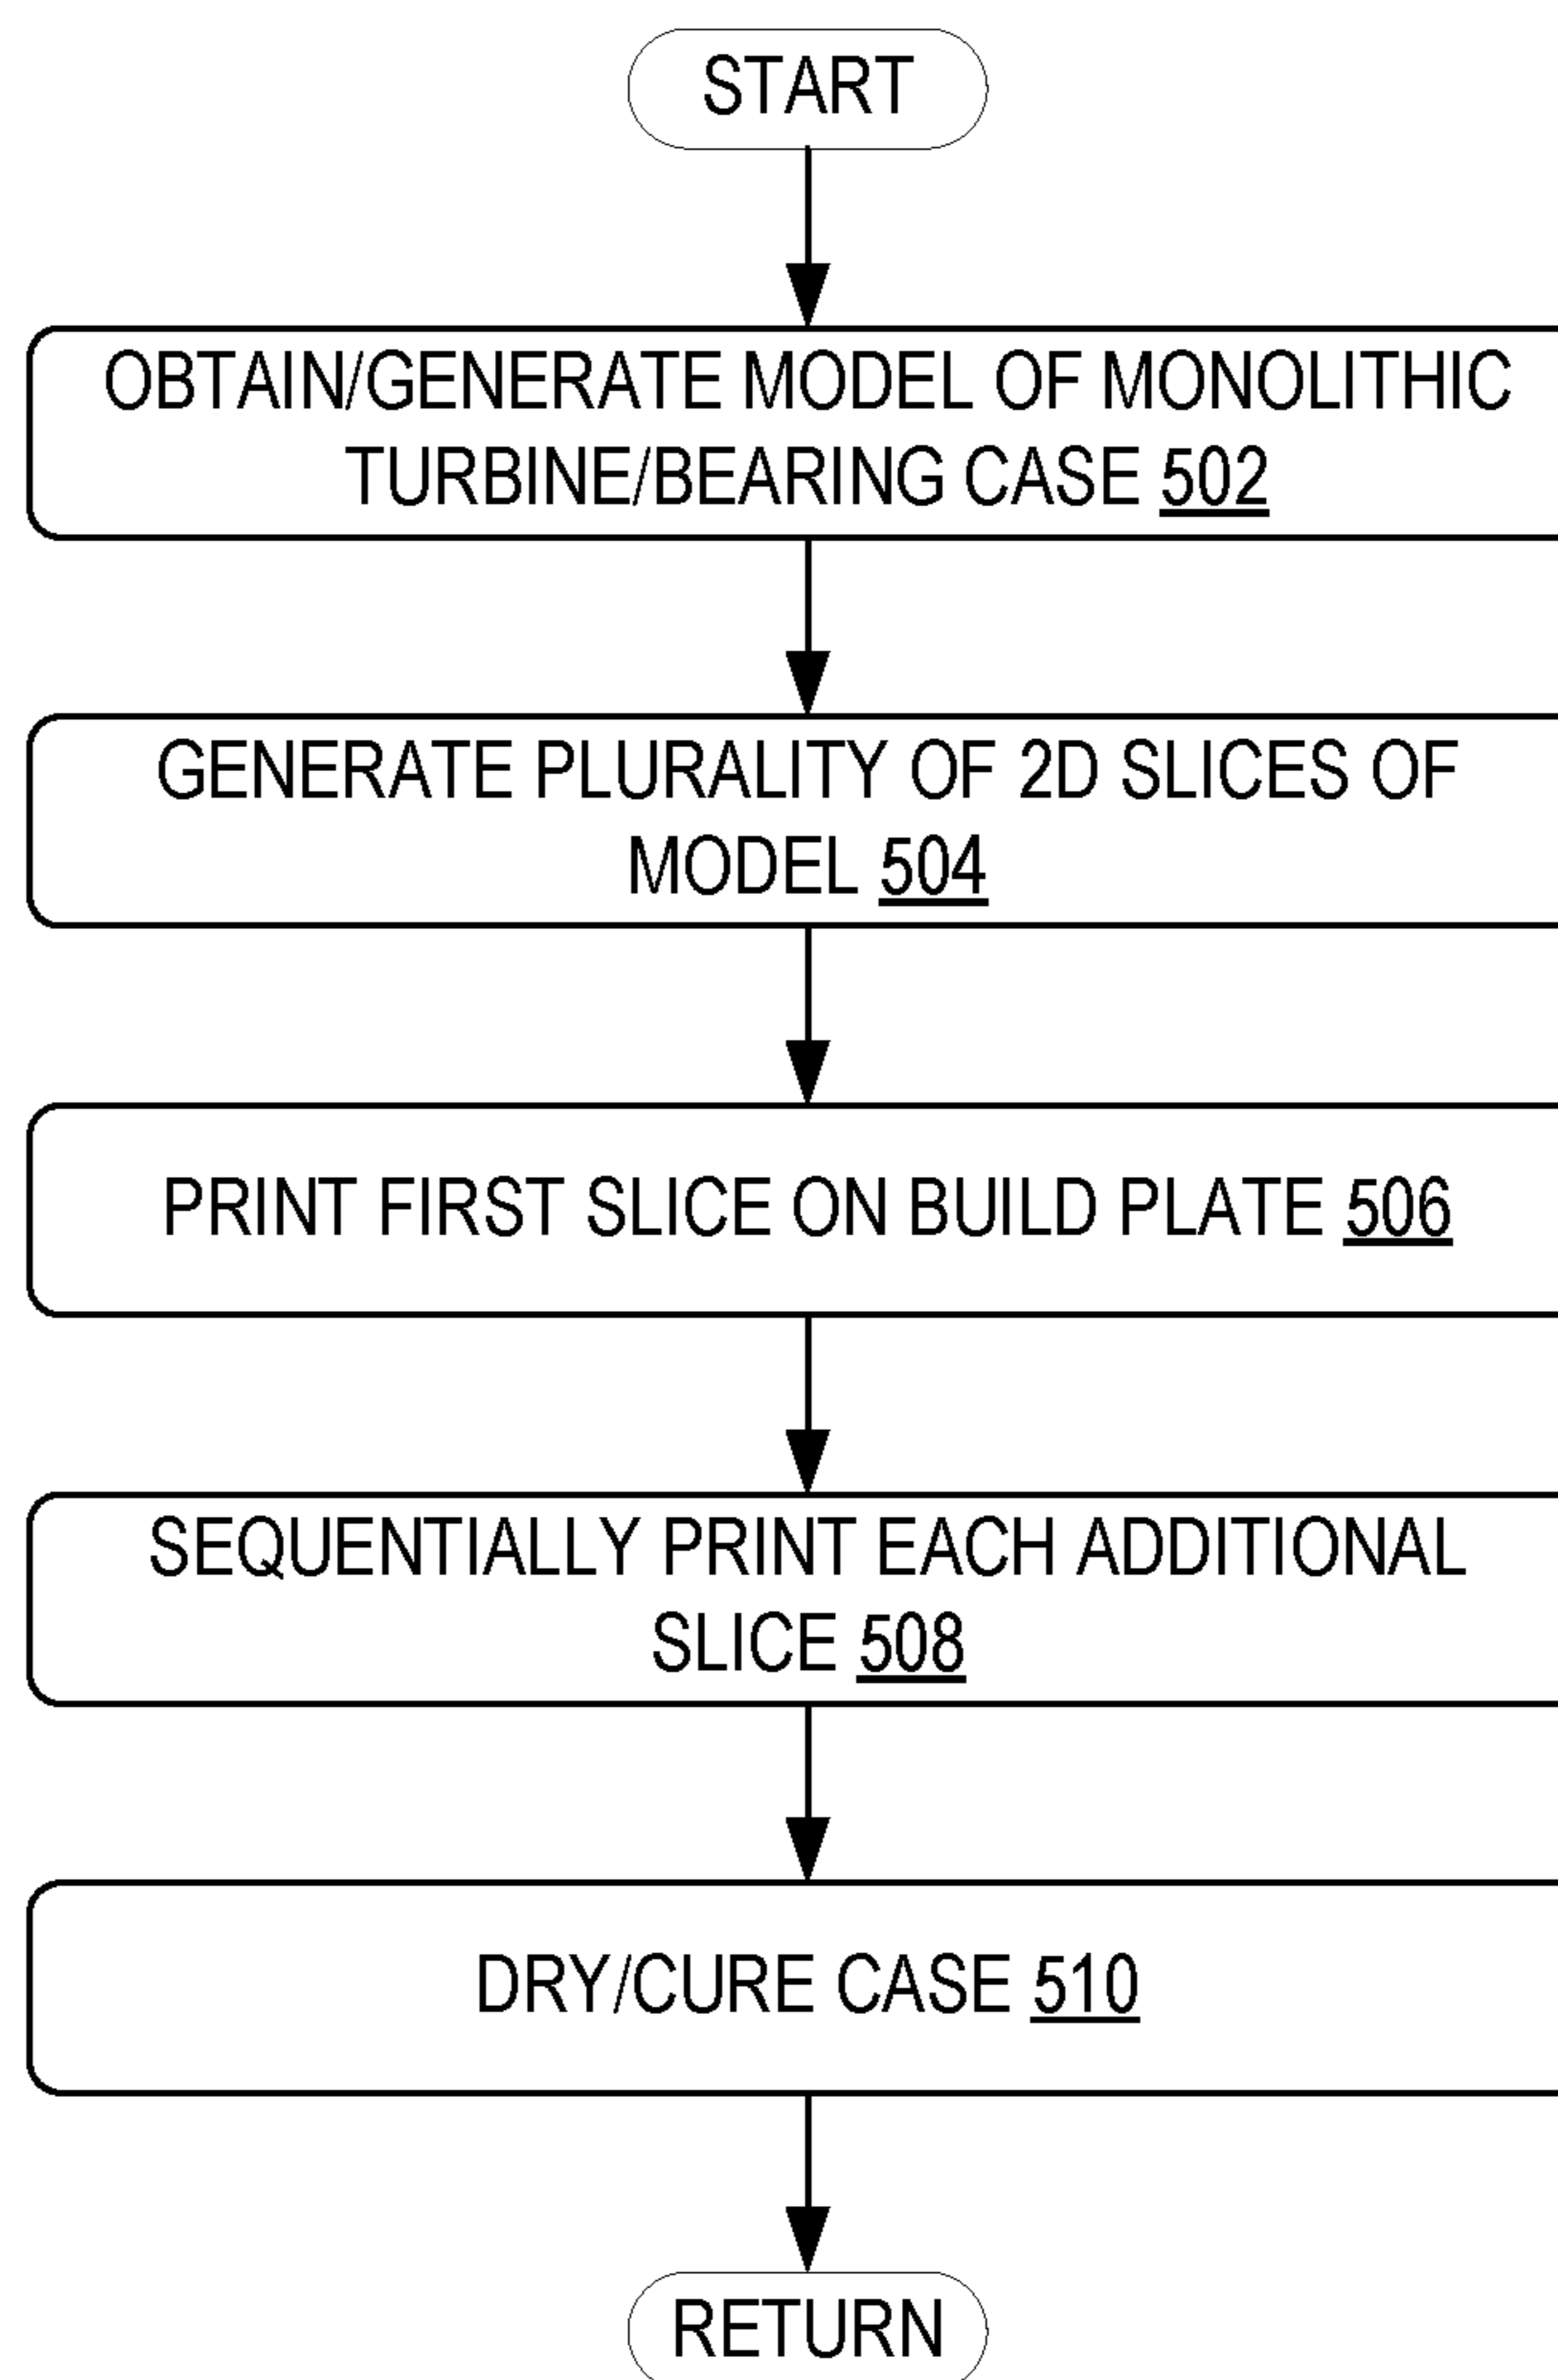 START
OBTAIN/GENERATE MODEL OF MONOLITHIC
TURBINE/BEARING CASE 502
GENERATE PLURALITY OF 2D SLICES OF
MODEL 504
PRINT FIRST SLICE ON BUILD PLATE 506
SEQUENTIALLY PRINT EACH ADDITIONAL
SLICE 508
DRY/CURE CASE 510
RETURN